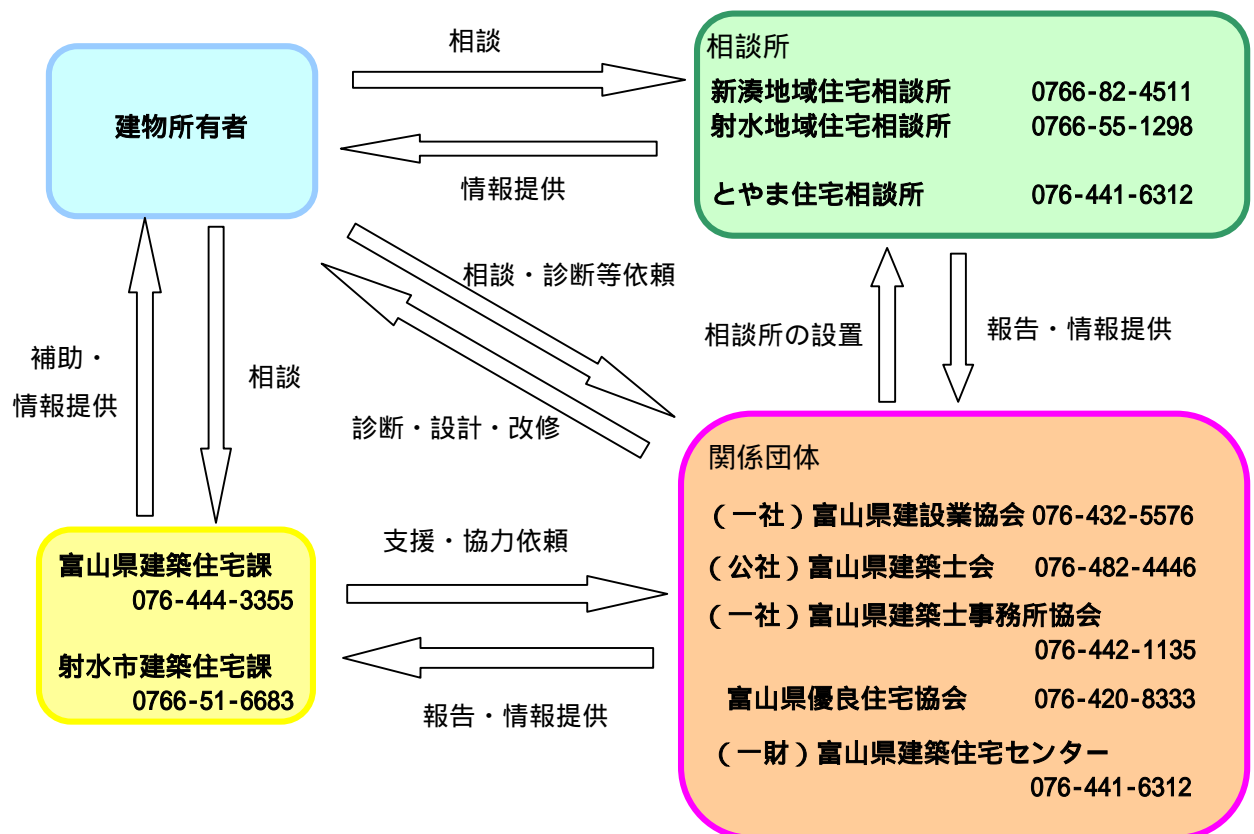 相談
建物所有者
情報提供
相談所
新湊地域住宅相談所 0766-82-4511
射水地域住宅相談所 0766-55-1298
とやま住宅相談所 076-441-6312
相談・診断等依頼
診断・設計・改修
相談所の設置
報告・情報提供
補助・
情報提供
相談
富山県建築住宅課
076-444-3355
射水市建築住宅課
0766-51-6683
支援・協力依頼
報告・情報提供
関係団体
（一社）富山県建設業協会 076-432-5576
（公社）富山県建築士会 076-482-4446
（一社）富山県建築士事務所協会
076-442-1135
富山県優良住宅協会 076-420-8333
（一財）富山県建築住宅センター
076-441-6312